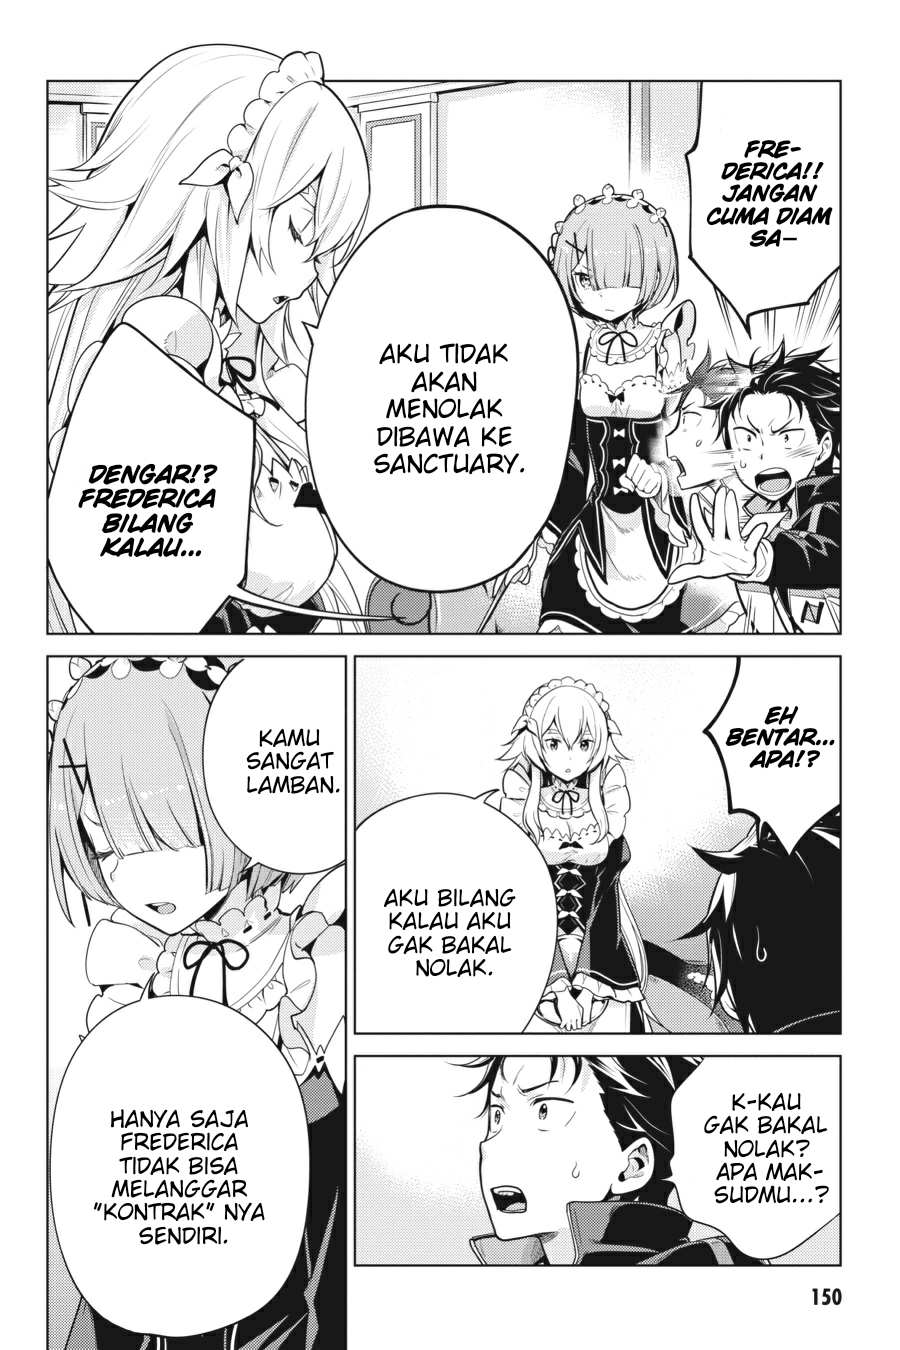 FRE-
DERICA!!
JANGAN
CUMA DIAM
SA–
AKU TIDAK
AKAN
MENOLAK
DIBAWA KE
SANCTUARY.
DENGAR!?
FREDERICA
BILANG
KALAU...
EH
BENTAR...
APA!?
AKU BILANG
KALAU AKU
GAK BAKAL
NOLAK.
K-KAU
GAK BAKAL
NOLAK?
APA MAK-
SUDMU...?
KAMU
SANGAT
LAMBAN.
HANYA SAJA
FREDERICA
TIDAK BISA
MELANGGAR
"KONTRAK" NYA
SENDIRI.
150